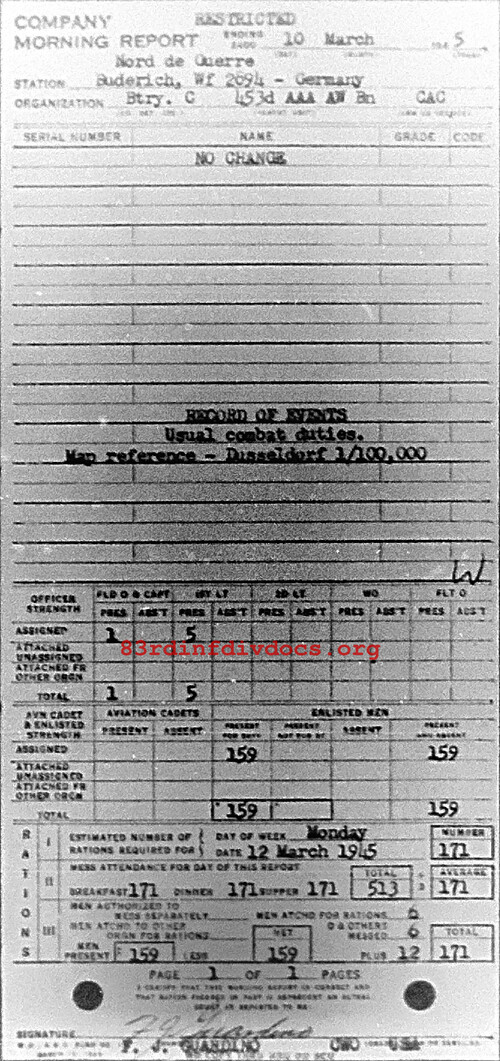 COMPANY RESTRICTED
MORNING REPORT ENDING 2400 10 March 1945
Nord de Guerre
STATION Buderich, Wf 2694 - Germany
ORGANIZATION Btry. C 453d AAA AW Bn CAC
SERIAL NUMBER NAME GRADE CODE
NO CHANGE
RECORD OF EVENTS
Usual combat duties.
Map reference - Dusseldorf 1/100,000
W
OFFICER STRENGTH FLD O & CAPT 1ST LT 2D LT WO FLT O
PRES ABS'T PRES ABS'T PRES ABS'T PRES ABS'T PRES ABS'T
ASSIGNED 1 5
83rdinfdivdocs.org
ATTACHED UNASSIGNED
ATTACHED FR OTHER ORGN
TOTAL 1 5
AVN CADET & ENLISTED STRENGTH AVIATION CADETS ENLISTED MEN
PRESENT ABSENT PRESENT FOR DUTY PRESENT NOT FOR DY ABSENT PRESENT AND ABSENT
ASSIGNED 159 159
ATTACHED UNASSIGNED
ATTACHED FR OTHER ORGN
TOTAL 159 159
RATIONS
I ESTIMATED NUMBER OF RATIONS REQUIRED FOR DAY OF WEEK Monday NUMBER
DATE 12 March 1945 171
II MESS ATTENDANCE FOR DAY OF THIS REPORT TOTAL AVERAGE
BREAKFAST 171 DINNER 171 SUPPER 171 513 ÷ 3 171
III MEN AUTHORIZED TO MESS SEPARATELY MEN ATCHD FOR RATIONS 6
MEN ATCHD TO OTHER ORGN FOR RATIONS NET O & OTHERS MESSED 6 TOTAL
MEN PRESENT 159 LESS 159 PLUS 12 171
PAGE 1 OF 1 PAGES
I CERTIFY THAT THIS MORNING REPORT IS CORRECT AND
SIGNATURE F. J. Guardino
F. J. GUARDINO CWO USA